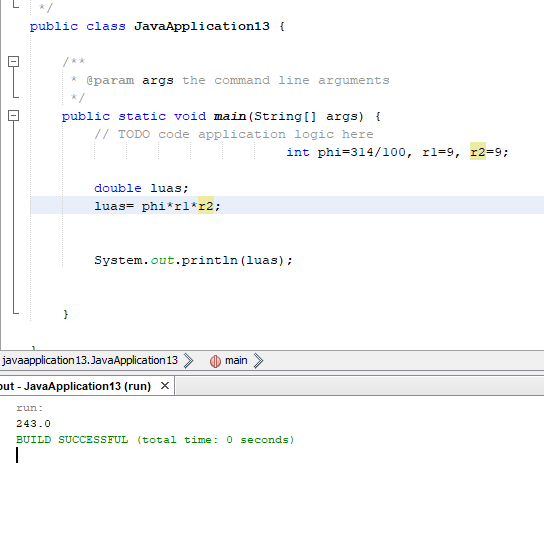 */
public class JavaApplication13 {
/**
* @param args the command line arguments
*/
public static void main(String[] args) {
// TODO code application logic here
int phi=314/100, r1=9, r2=9;
double luas;
luas= phi*r1*r2;
System.out.println(luas);
}
javaapplication13.JavaApplication13
main
out - JavaApplication13 (run) ×
run:
243.0
BUILD SUCCESSFUL (total time: 0 seconds)